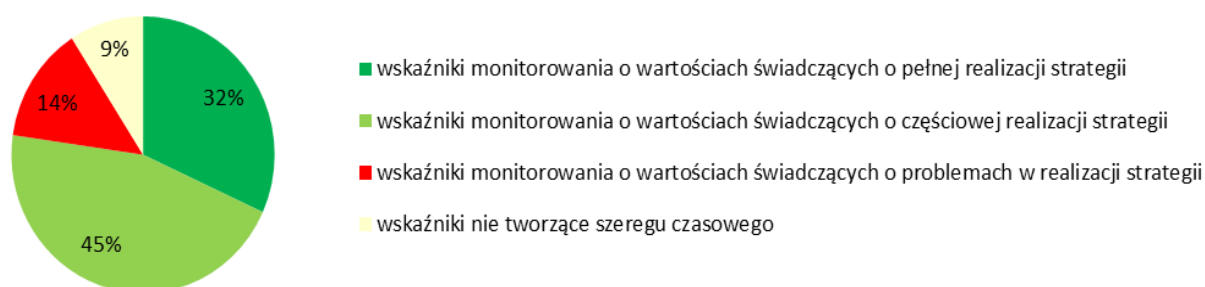 9%
32%
14%
45%
wskaźniki monitorowania o wartościach świadczących o pełnej realizacji strategii
wskaźniki monitorowania o wartościach świadczących o częściowej realizacji strategii
wskaźniki monitorowania o wartościach świadczących o problemach w realizacji strategii
wskaźniki nie tworzące szeregu czasowego